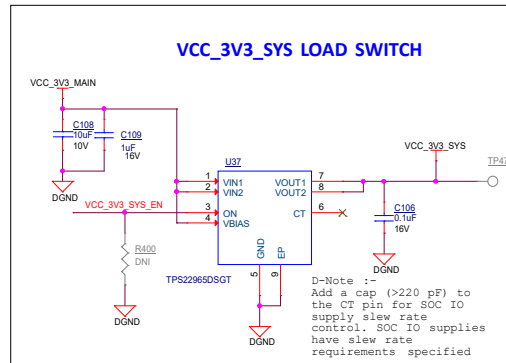 VCC_3V3_SYS LOAD SWITCH
VCC_3V3_MAIN
C108
10uF
10V
C109
1uF
16V
DGND
U37
1 VIN1
2 VIN2
3 ON
4 VBIAS
VOUT1 7
VOUT2 8
CT 6
GND
EP
5
9
TPS22965DSGT
VCC_3V3_SYS_EN
R400
DNI
DGND
DGND
VCC_3V3_SYS
TP47
C106
0.1uF
16V
DGND
D-Note :-
Add a cap (>220 pF) to
the CT pin for SOC IO
supply slew rate
control. SOC IO supplies
have slew rate
requirements specified